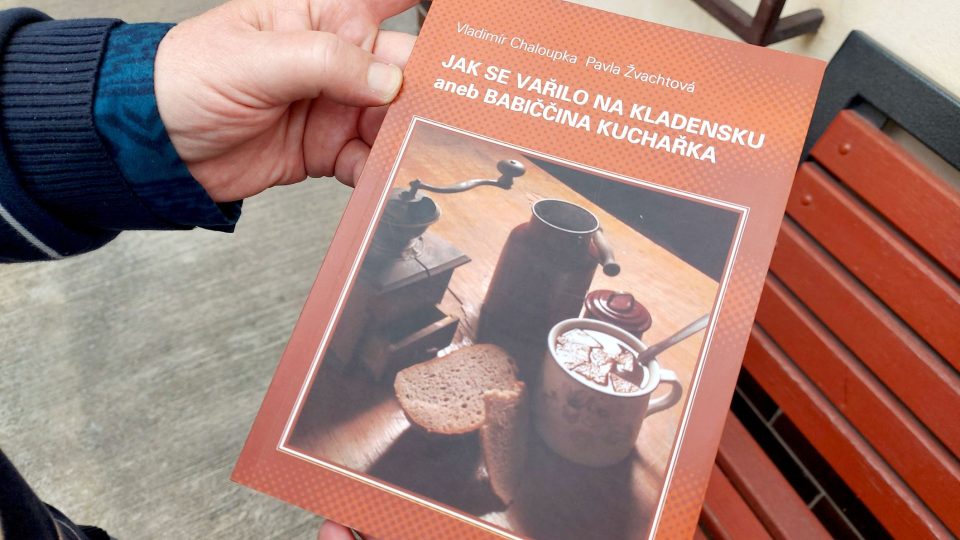 Vladimír Chaloupka Pavla Žvachtová
JAK SE VAŘILO NA KLADENSKU
aneb BABIČČINA KUCHAŘKA